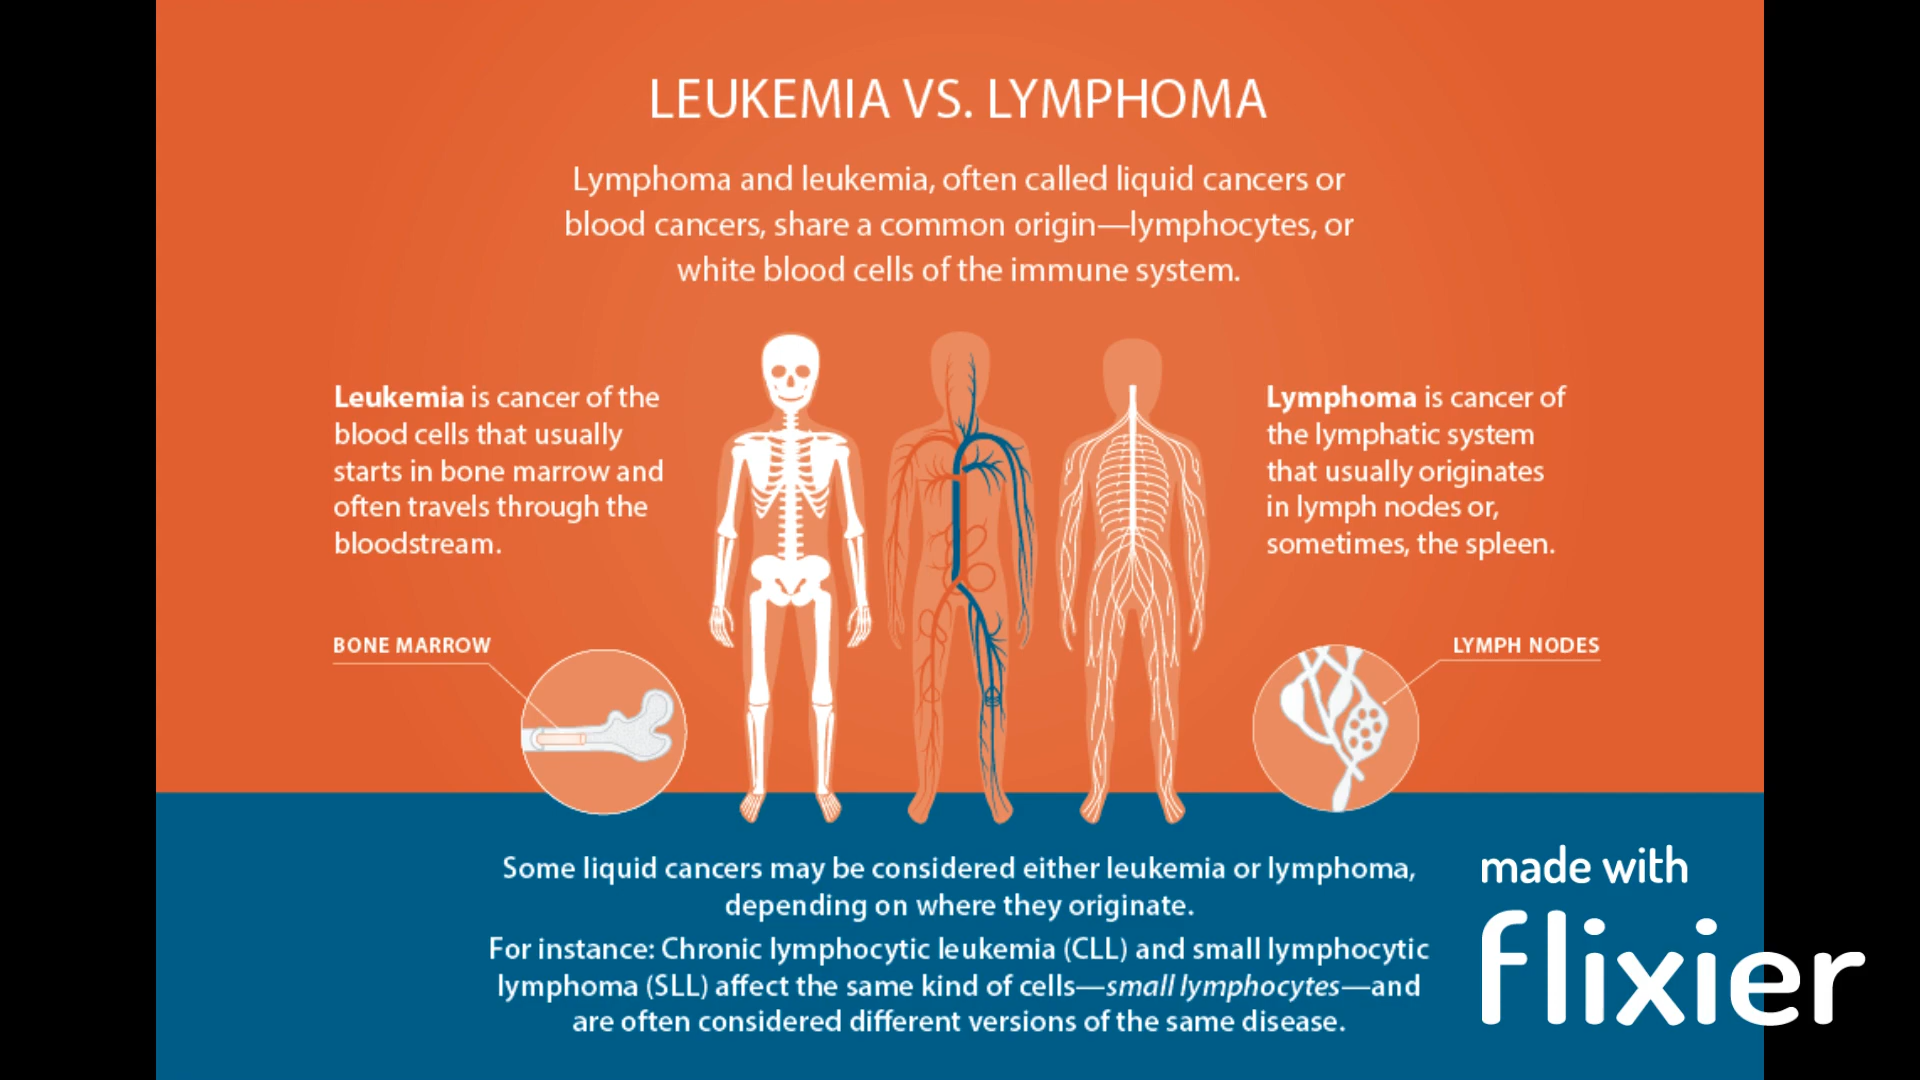 LEUKEMIA VS. LYMPHOMA
Lymphoma and leukemia, often called liquid cancers or
blood cancers, share a common origin—lymphocytes, or
white blood cells of the immune system.
Leukemia is cancer of the
blood cells that usually
starts in bone marrow and
often travels through the
bloodstream.
Lymphoma is cancer of
the lymphatic system
that usually originates
in lymph nodes or,
sometimes, the spleen.
BONE MARROW
LYMPH NODES
Some liquid cancers may be considered either leukemia or lymphoma,
depending on where they originate.
For instance: Chronic lymphocytic leukemia (CLL) and small lymphocytic
lymphoma (SLL) affect the same kind of cells—small lymphocytes—and
are often considered different versions of the same disease.
made with
flixier